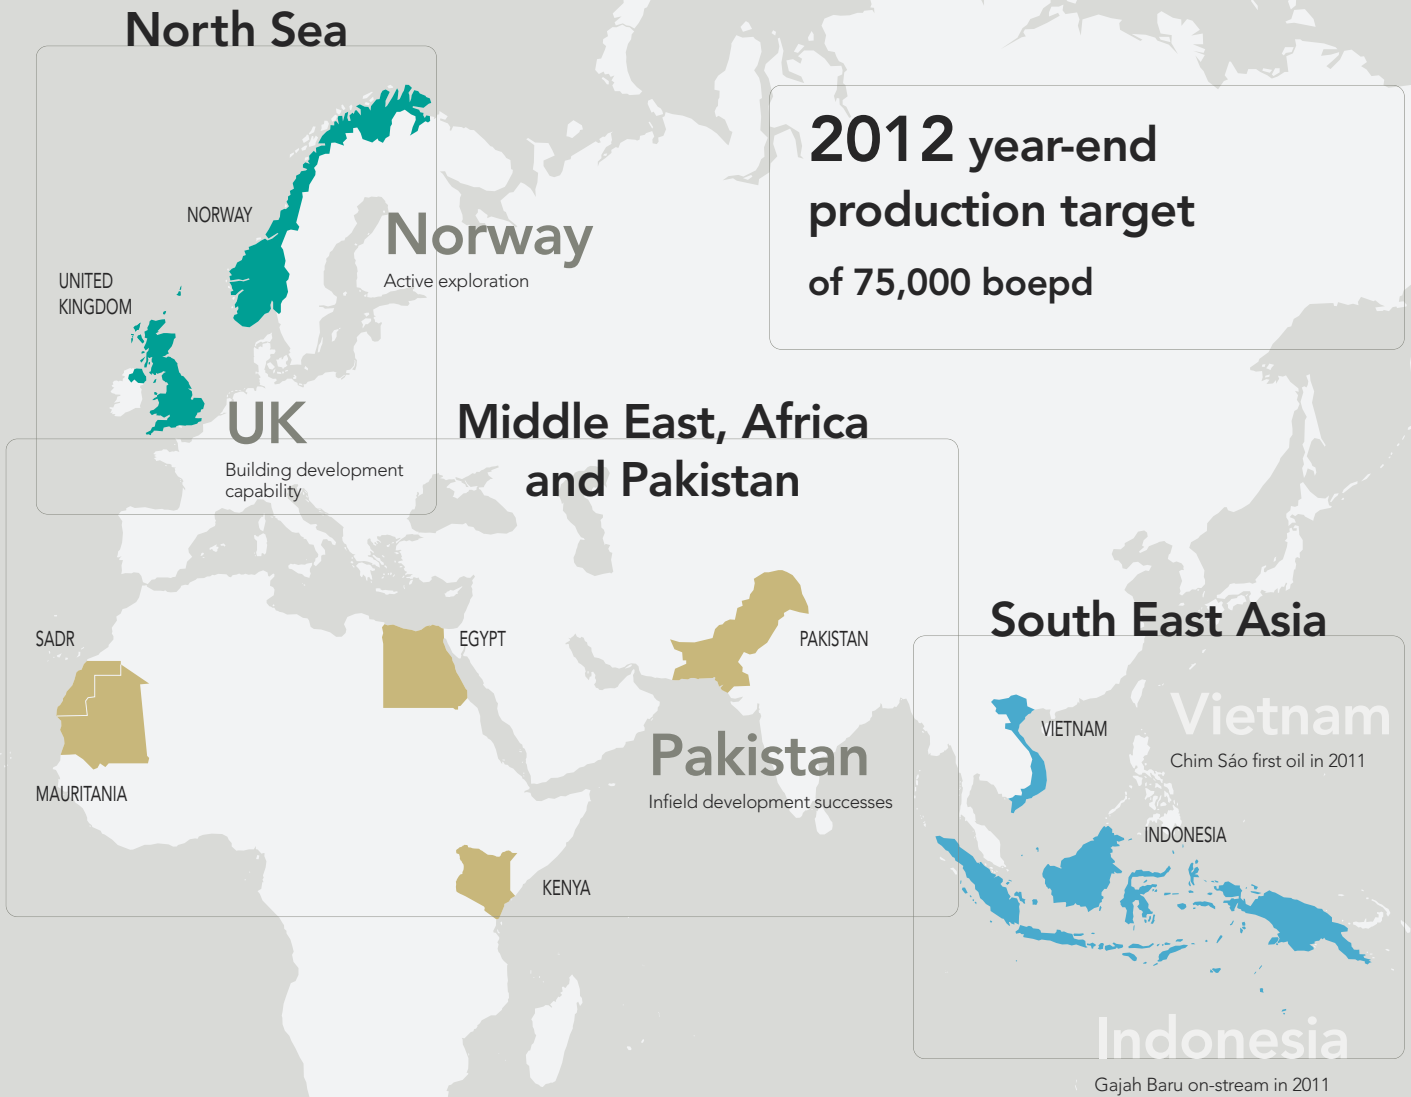 North Sea
2012 year-end
production target
of 75,000 boepd
NORWAY
Norway
Active exploration
UNITED
KINGDOM
UK
Building development
capability
Middle East, Africa
and Pakistan
SADR
EGYPT
PAKISTAN
MAURITANIA
Pakistan
Infield development successes
KENYA
South East Asia
VIETNAM
Vietnam
Chim Sáo first oil in 2011
INDONESIA
Indonesia
Gajah Baru on-stream in 2011